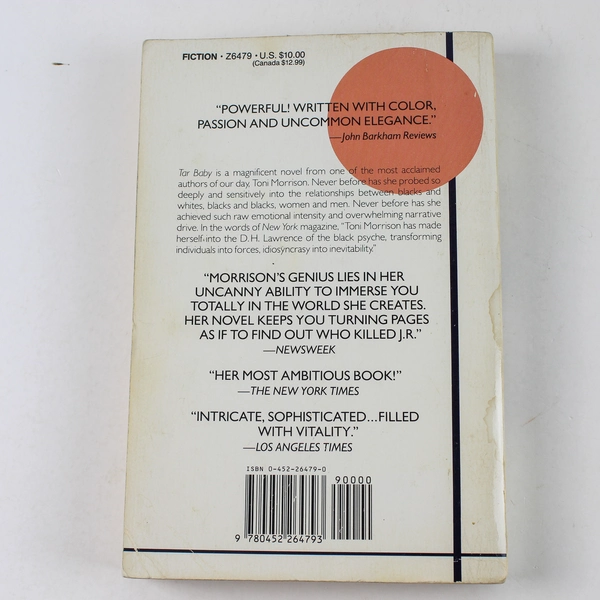 FICTION · Z6479 · U.S. $10.00
(Canada $12.99)
“POWERFUL! WRITTEN WITH COLOR,
PASSION AND UNCOMMON ELEGANCE.”
—John Barkham Reviews
Tar Baby is a magnificent novel from one of the most acclaimed
authors of our day, Toni Morrison. Never before has she probed so
deeply and sensitively into the relationships between blacks and
whites, blacks and blacks, women and men. Never before has she
achieved such raw emotional intensity and overwhelming narrative
drive. In the words of New York magazine, “Toni Morrison has made
herself into the D.H. Lawrence of the black psyche, transforming
individuals into forces, idiosyncrasy into inevitability.”
“MORRISON’S GENIUS LIES IN HER
UNCANNY ABILITY TO IMMERSE YOU
TOTALLY IN THE WORLD SHE CREATES.
HER NOVEL KEEPS YOU TURNING PAGES
AS IF TO FIND OUT WHO KILLED J.R.”
—NEWSWEEK
“HER MOST AMBITIOUS BOOK!”
—THE NEW YORK TIMES
“INTRICATE, SOPHISTICATED...FILLED
WITH VITALITY.”
—LOS ANGELES TIMES
ISBN 0-452-26479-0
90000
9 780452 264793